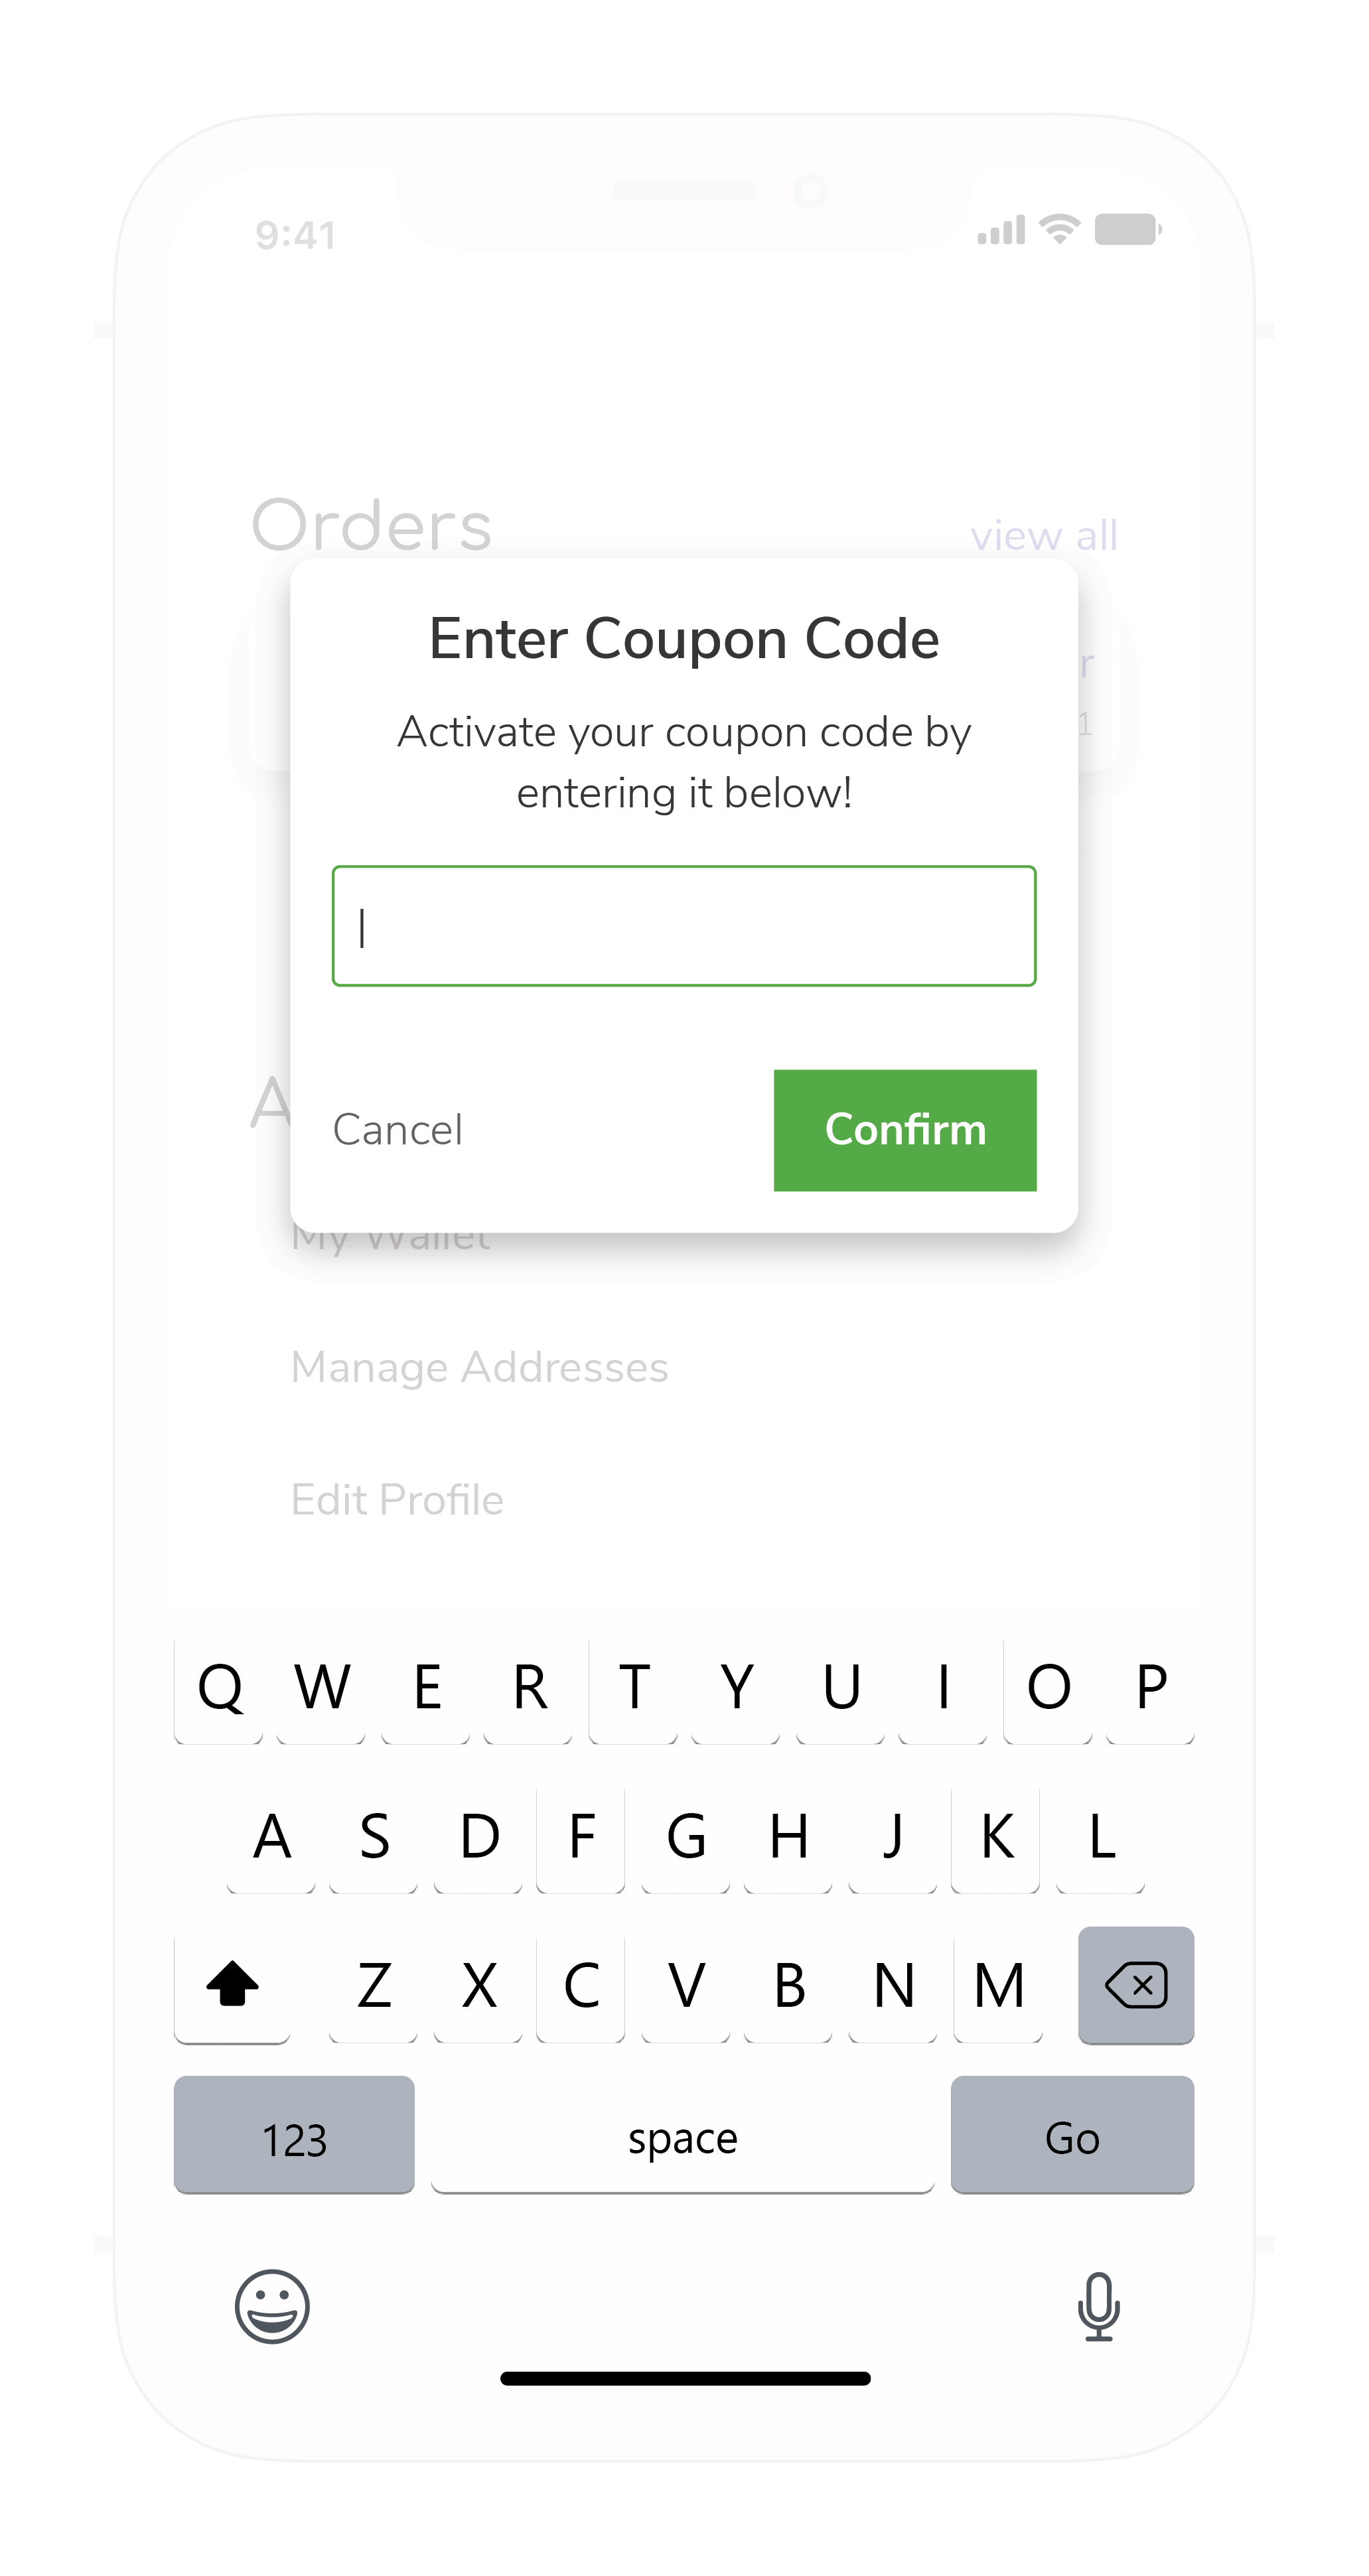 9:41
Orders
view all
Enter Coupon Code
Activate your coupon code by
entering it below!
Cancel
Confirm
My Wallet
Manage Addresses
Edit Profile
Q W E R T Y U I O P
A S D F G H J K L
Z X C V B N M
123 space Go